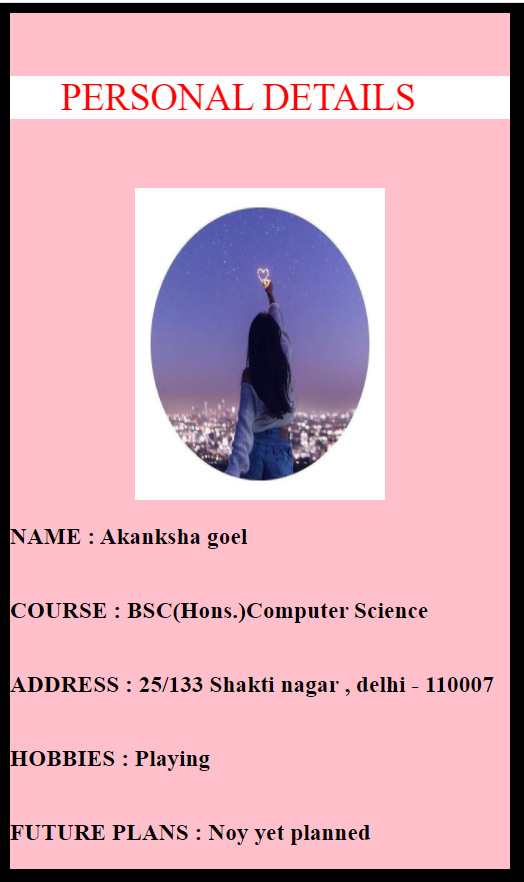 PERSONAL DETAILS
NAME : Akanksha goel
COURSE : BSC(Hons.)Computer Science
ADDRESS : 25/133 Shakti nagar , delhi - 110007
HOBBIES : Playing
FUTURE PLANS : Noy yet planned